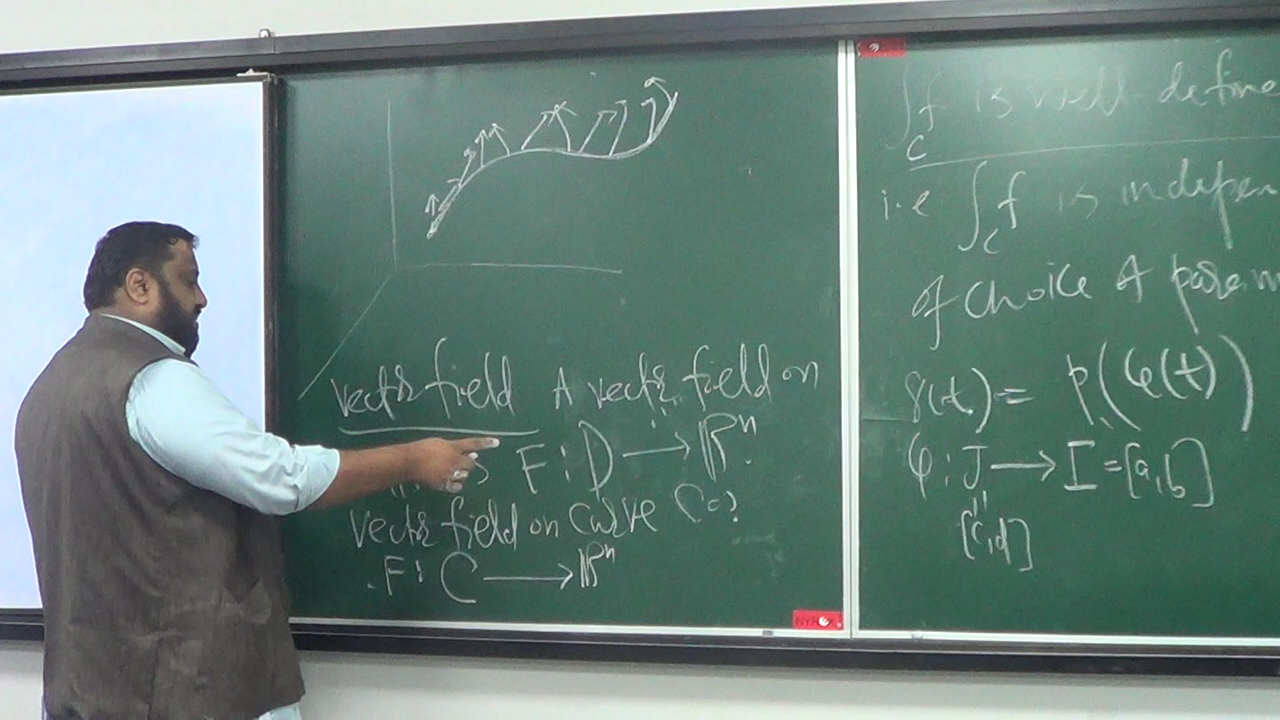 vector field A vector field on
F : D → Rⁿ.
vector field on curve C = ?
F : C → Rⁿ
∫_C f is well-define
i.e ∫_C f is indepen
of choice of param
q(t) = p(φ(t))
φ : J → I = [a,b]
[c,d]